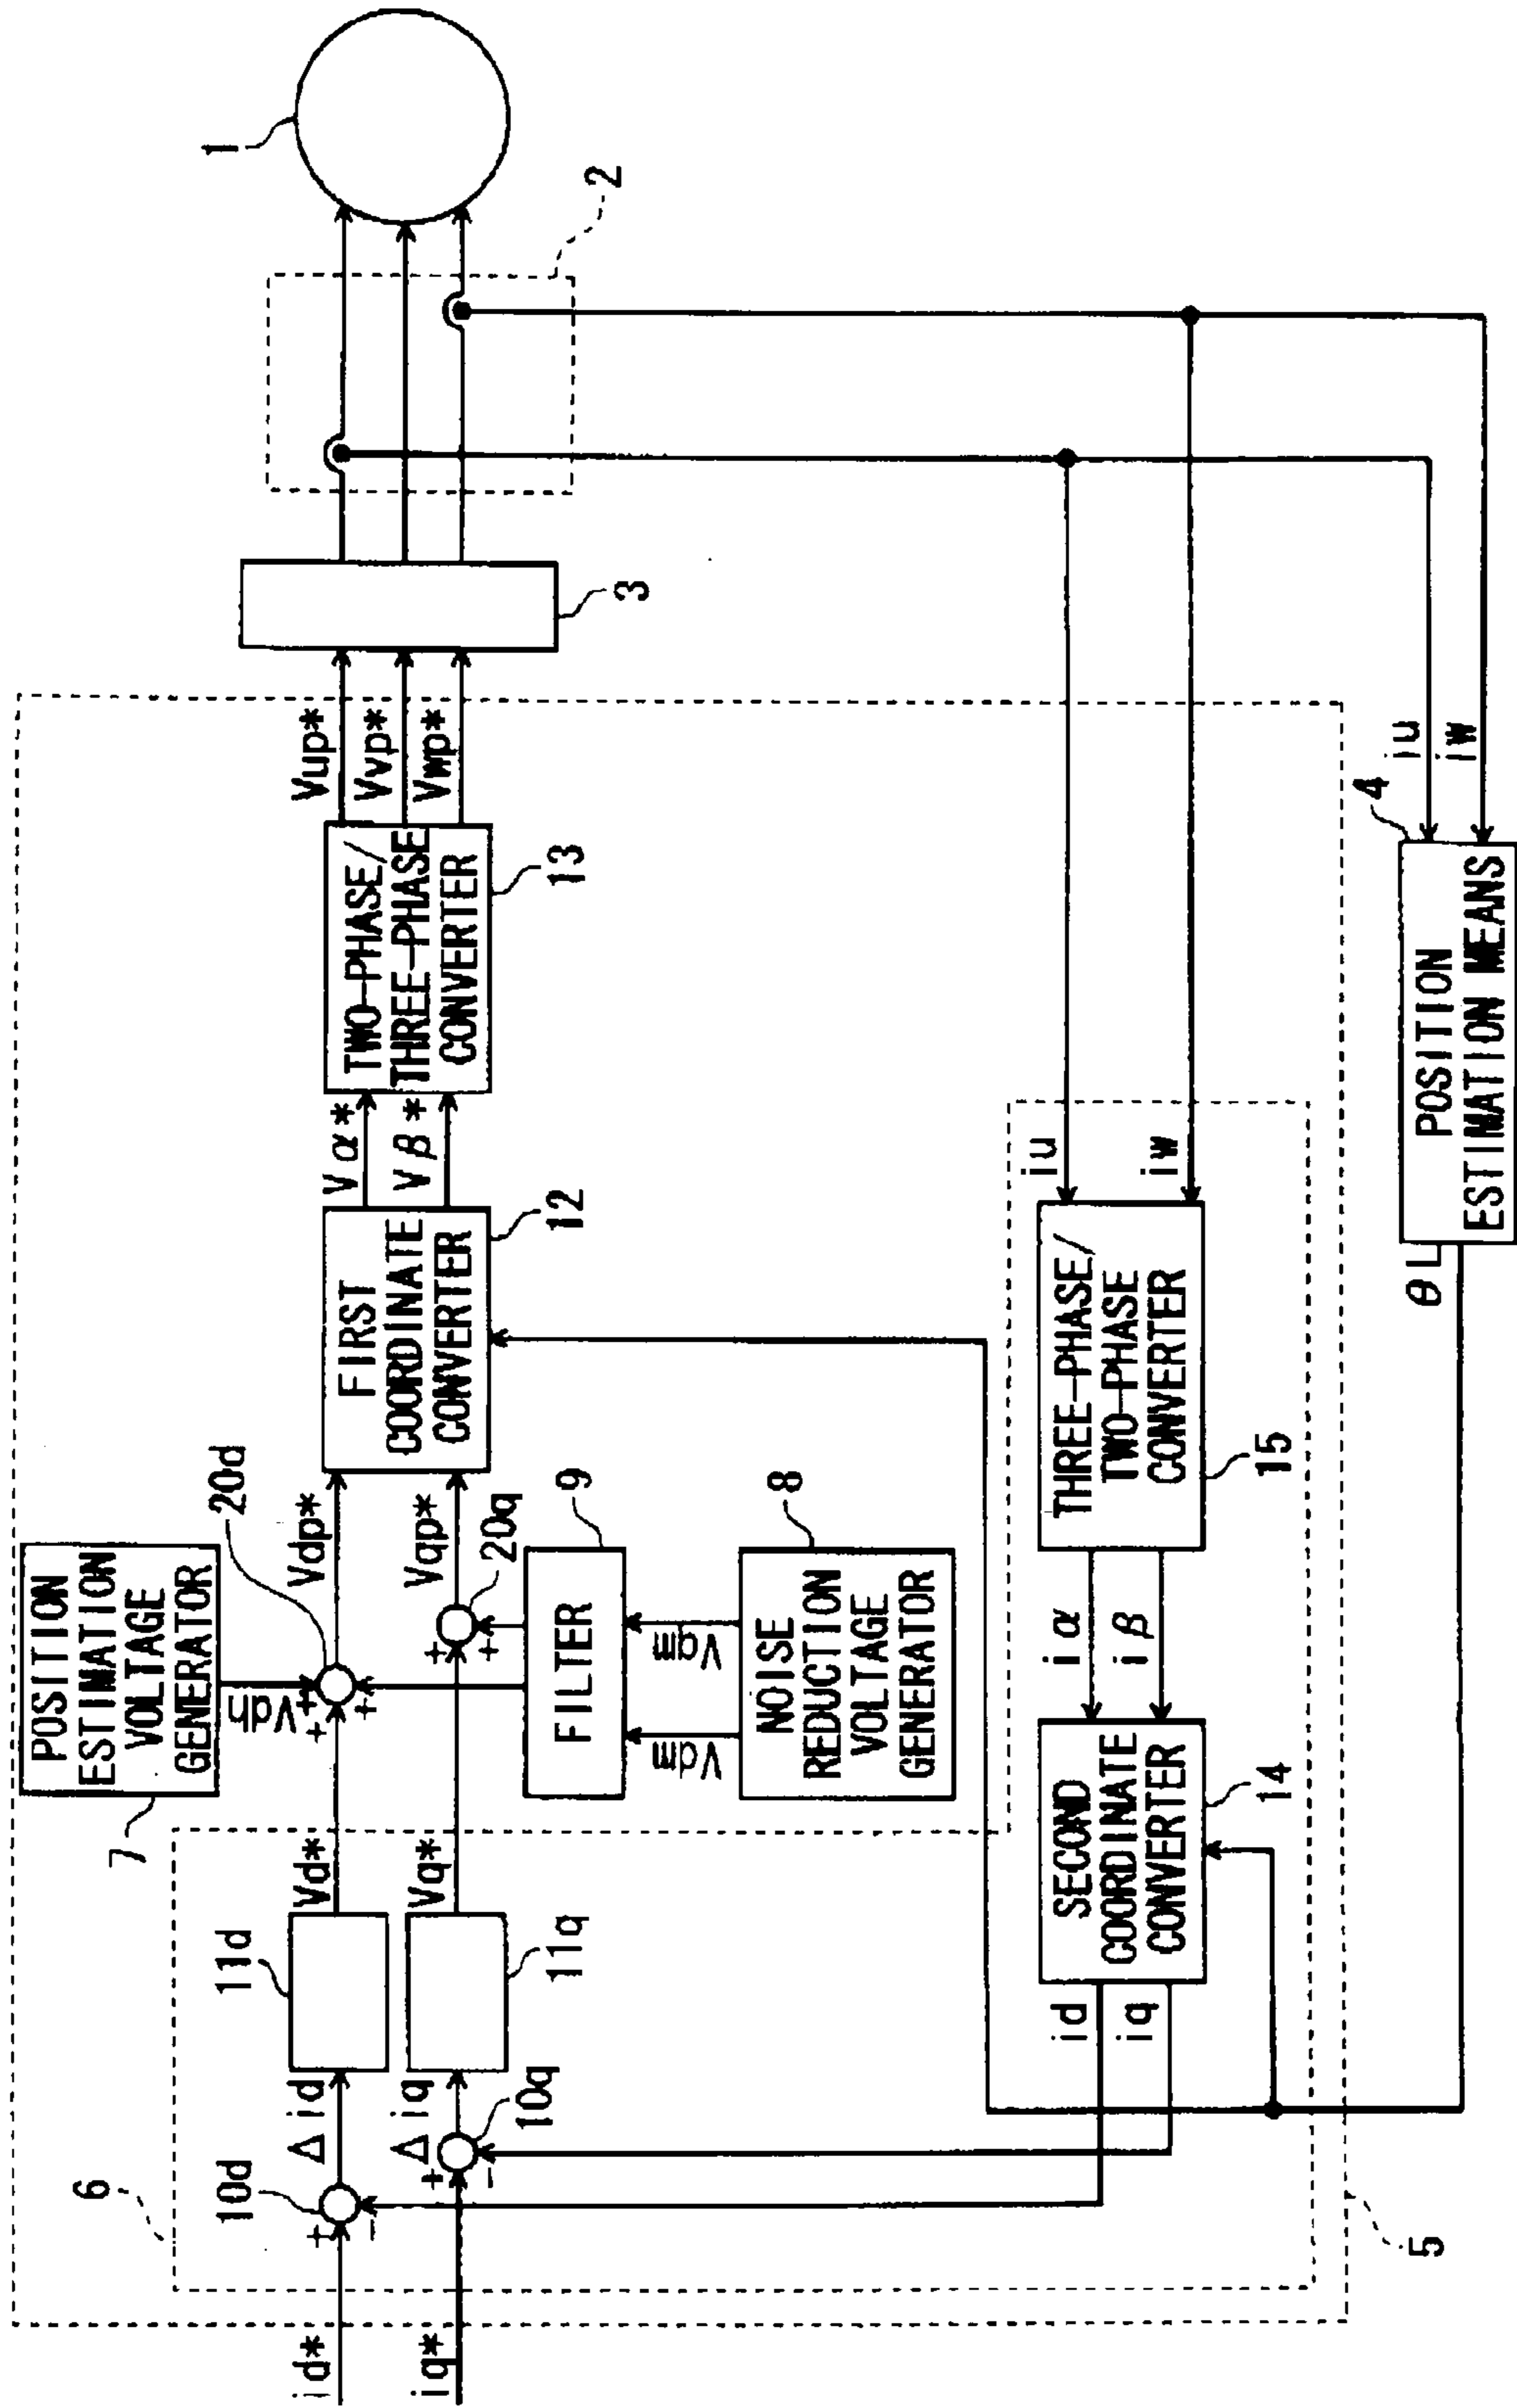 1
2
3
Vup*
Vvp*
Vwp*
TWO-PHASE/
THREE-PHASE
CONVERTER
13
Vα*
Vβ*
FIRST
COORDINATE
CONVERTER
12
Vdp*
Vqp*
20d
20q
POSITION
ESTIMATION
VOLTAGE
GENERATOR
7
Vdh
+
+
+
+
+
FILTER
9
Vqm
Vdm
NOISE
REDUCTION
VOLTAGE
GENERATOR
8
Vd*
Vq*
11d
11q
Δid
Δiq
10d
10q
+
-
+
-
id*
iq*
6
5
id
iq
SECOND
COORDINATE
CONVERTER
14
iα
iβ
THREE-PHASE/
TWO-PHASE
CONVERTER
15
iu
iw
iu
iw
4
POSITION
ESTIMATION MEANS
θL